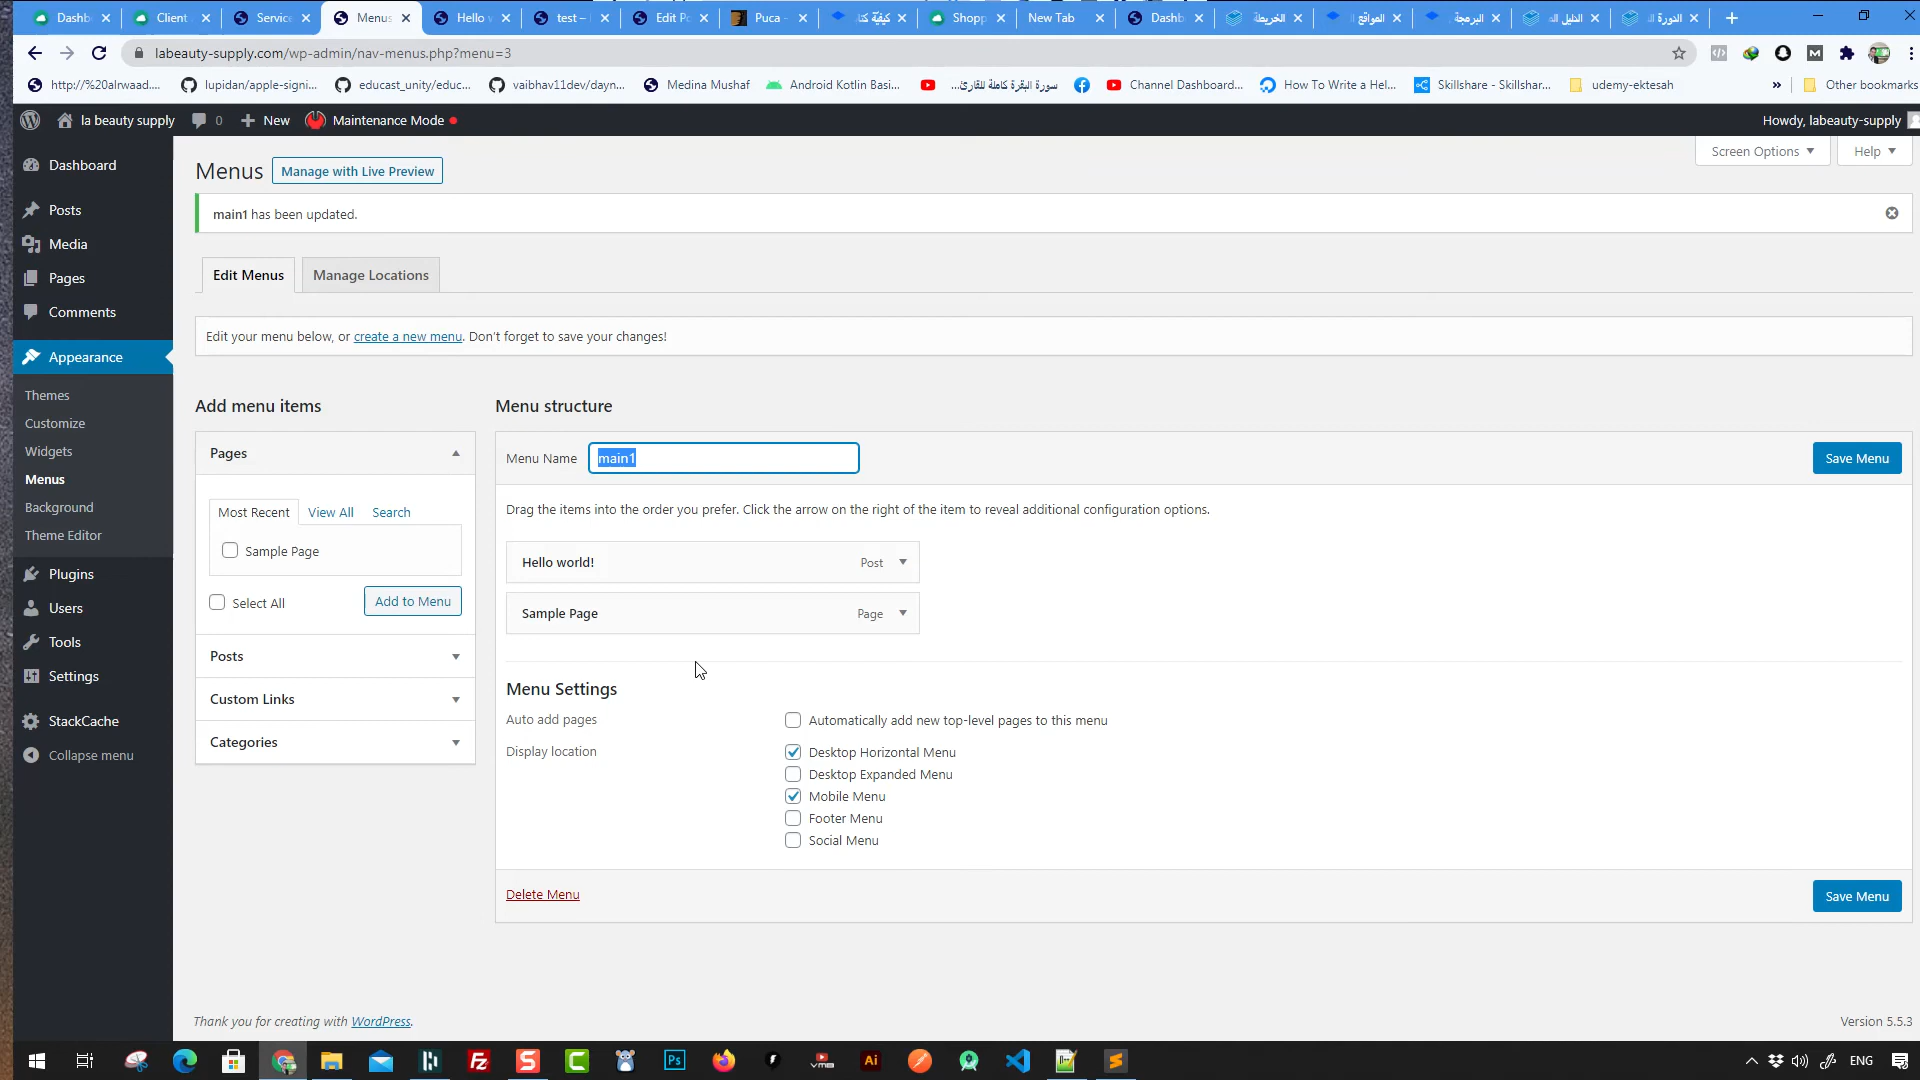 Dashb
Client
Service
Menus
Hello w
test –
Edit Po
Puca
كيفيّة كتا
Shopp
New Tab
Dashb
الخريطة
المواقع ا
البرمجة
الدليل الم
الدورة ال
labeauty-supply.com/wp-admin/nav-menus.php?menu=3
http://%20alrwaad....
lupidan/apple-signi...
educast_unity/educ...
vaibhav11dev/dayn...
Medina Mushaf
Android Kotlin Basi...
سورة البقرة كاملة للقارئ...
Channel Dashboard...
How To Write a Hel...
Skillshare - Skillshar...
udemy-ektesah
»
Other bookmarks
la beauty supply
0
New
Maintenance Mode
Howdy, labeauty-supply
Dashboard
Posts
Media
Pages
Comments
Appearance
Themes
Customize
Widgets
Menus
Background
Theme Editor
Plugins
Users
Tools
Settings
StackCache
Collapse menu
Screen Options
Help
Menus
Manage with Live Preview
main1 has been updated.
Edit Menus
Manage Locations
Edit your menu below, or create a new menu. Don't forget to save your changes!
Add menu items
Pages
Most Recent
View All
Search
Sample Page
Select All
Add to Menu
Posts
Custom Links
Categories
Menu structure
Menu Name
main1
Save Menu
Drag the items into the order you prefer. Click the arrow on the right of the item to reveal additional configuration options.
Hello world!
Post
Sample Page
Page
Menu Settings
Auto add pages
Automatically add new top-level pages to this menu
Display location
Desktop Horizontal Menu
Desktop Expanded Menu
Mobile Menu
Footer Menu
Social Menu
Delete Menu
Save Menu
Thank you for creating with WordPress.
Version 5.5.3
Ps
Ai
ENG